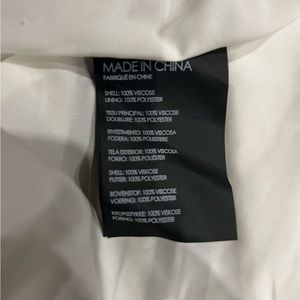 MADE IN CHINA
FABRIQUÉ EN CHINE
SHELL: 100% VISCOSE
LINING: 100% POLYESTER
TISSU PRINCIPAL: 100% VISCOSE
DOUBLURE: 100% POLYESTER
RIVESTIMENTO: 100% VISCOSA
FODERA: 100% POLIESTERE
TELA EXTERIOR: 100% VISCOSA
FORRO: 100% POLIÉSTER
SHELL: 100% VISKOSE
FUTTER: 100% POLYESTER
BOVENSTOF: 100% VISCOSE
VOERING: 100% POLYESTER
KROPSSTYKKE: 100% VISKOSE
FORING: 100% POLYESTER